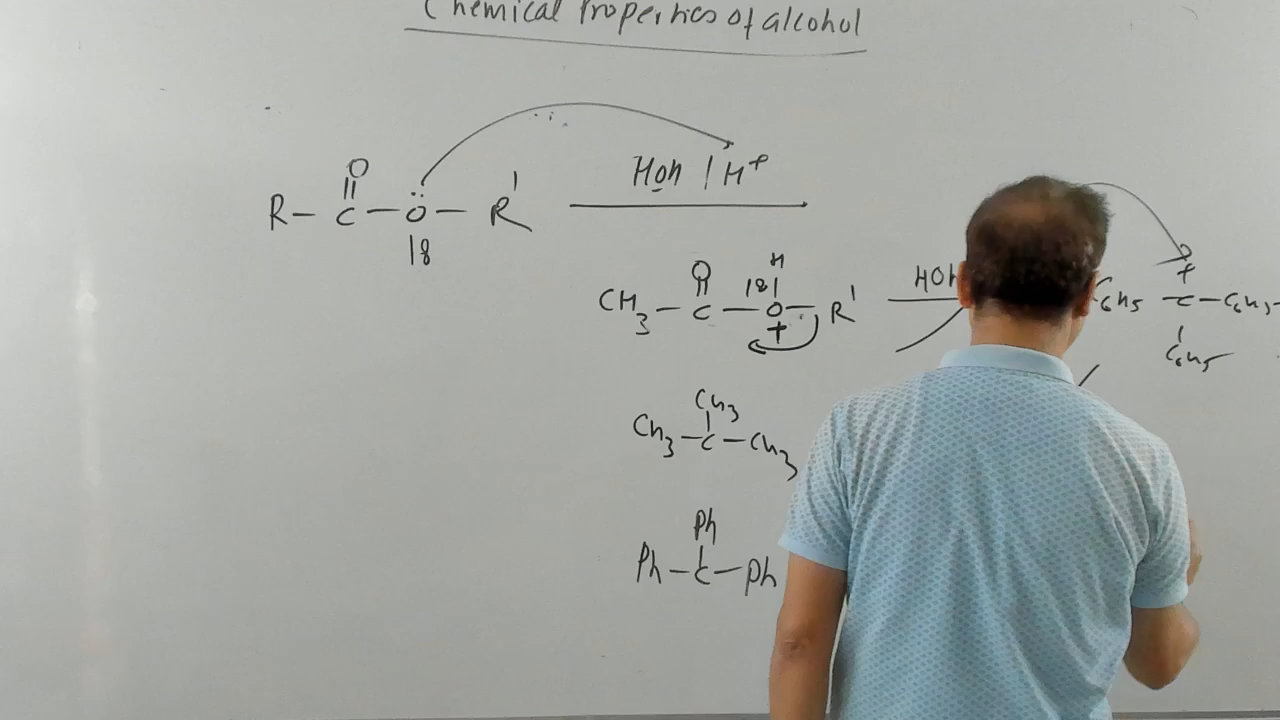 Chemical Properties of alcohol
O
HOH / H+
R – C – O – R'
18
H
O 18
CH3 – C – O – R' HOH C6H5 C – C6H5
+
C6H5
CH3
CH3 – C – CH3
Ph
Ph – C – Ph